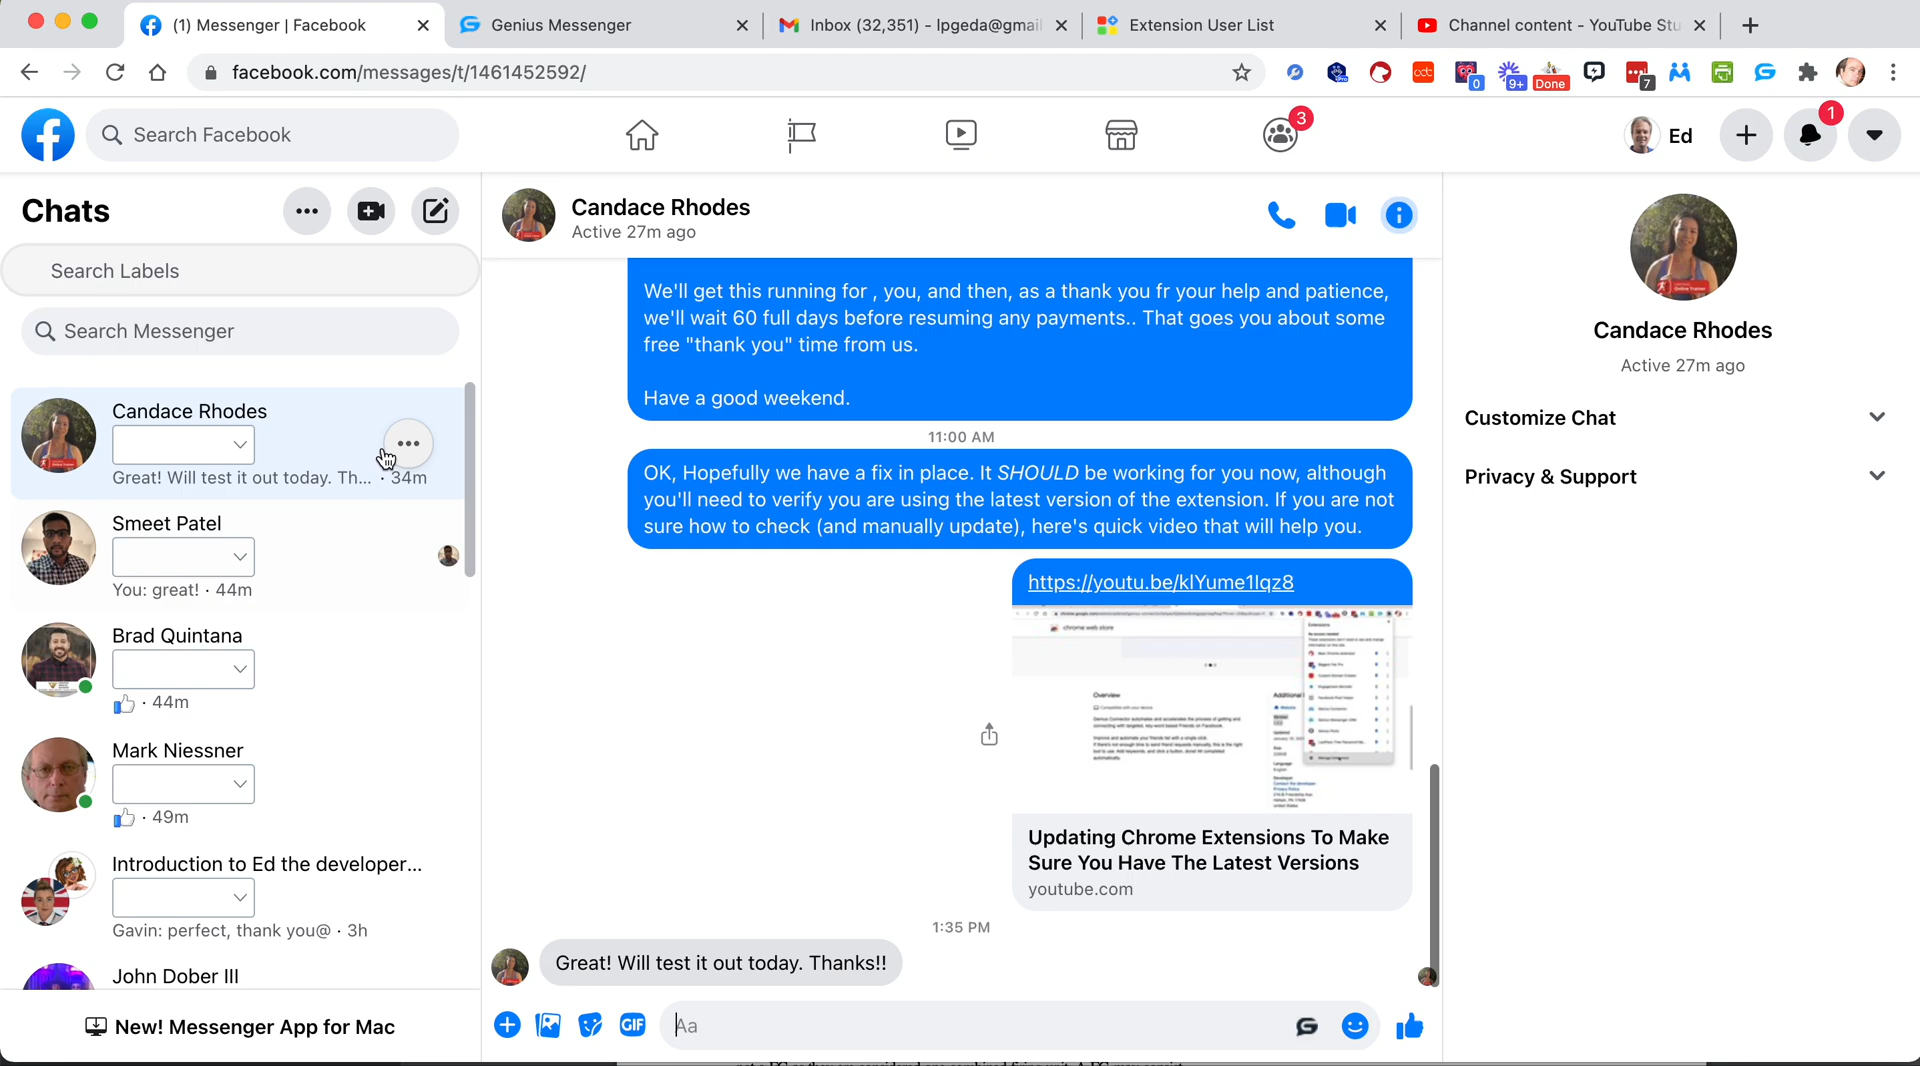 (1) Messenger | Facebook
Genius Messenger
Inbox (32,351) - lpgeda@gmail
Extension User List
Channel content - YouTube Stu
facebook.com/messages/t/1461452592/
0
9+
Done
7
Search Facebook
3
Ed
1
Chats
Search Labels
Search Messenger
Candace Rhodes
Great! Will test it out today. Th... · 34m
Smeet Patel
You: great! · 44m
Brad Quintana
· 44m
Mark Niessner
· 49m
Introduction to Ed the developer...
Gavin: perfect, thank you@ · 3h
John Dober III
New! Messenger App for Mac
Candace Rhodes
Active 27m ago
We'll get this running for , you, and then, as a thank you fr your help and patience,
we'll wait 60 full days before resuming any payments.. That goes you about some
free "thank you" time from us.
Have a good weekend.
11:00 AM
OK, Hopefully we have a fix in place. It SHOULD be working for you now, although
you'll need to verify you are using the latest version of the extension. If you are not
sure how to check (and manually update), here's quick video that will help you.
https://youtu.be/klYume1lqz8
chrome web store
Overview
Updating Chrome Extensions To Make
Sure You Have The Latest Versions
youtube.com
1:35 PM
Great! Will test it out today. Thanks!!
GIF
Aa
Candace Rhodes
Active 27m ago
Customize Chat
Privacy & Support